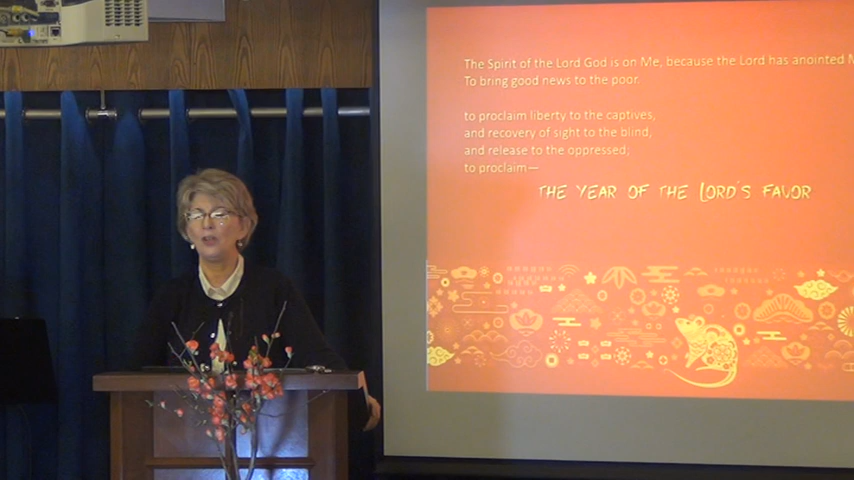 The Spirit of the Lord God is on Me, because the Lord has anointed M
To bring good news to the poor.
to proclaim liberty to the captives,
and recovery of sight to the blind,
and release to the oppressed;
to proclaim—
THE YEAR OF THE LORD'S FAVOR